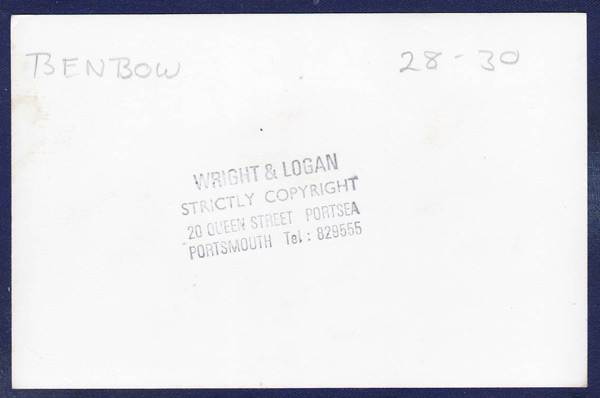 BENBOW 28-30
WRIGHT & LOGAN
STRICTLY COPYRIGHT
20 QUEEN STREET PORTSEA
PORTSMOUTH Tel: 829555